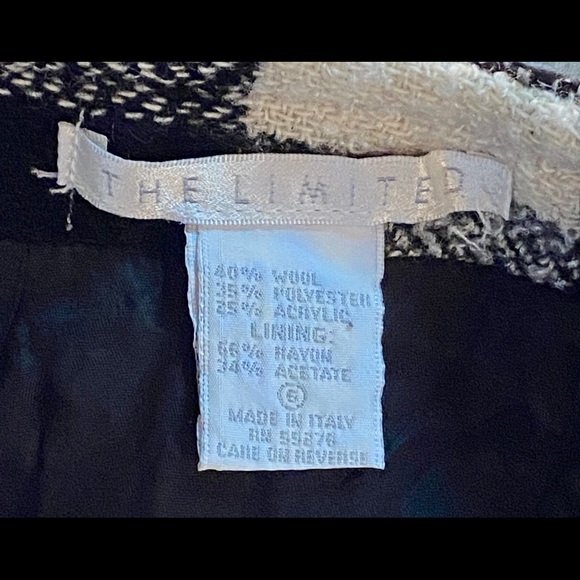 THE LIMITED
40% WOOL
35% POLYESTER
25% ACRYLIC
LINING:
66% RAYON
34% ACETATE
6
MADE IN ITALY
RN 55276
CARE ON REVERSE